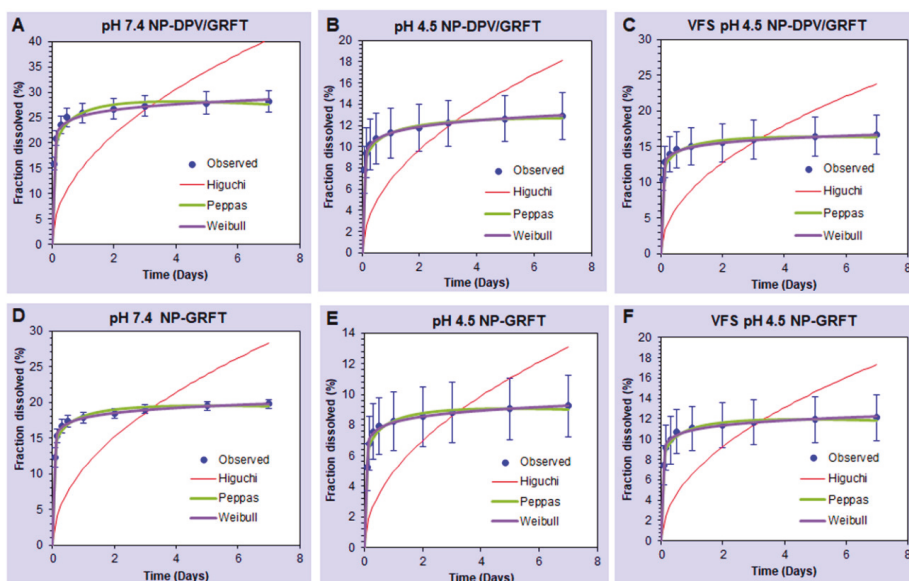 A
pH 7.4 NP-DPV/GRFT
Fraction dissolved (%)
40
35
30
25
20
15
10
5
0
Observed
Higuchi
Peppas
Weibull
0 2 4 6 8
Time (Days)
B
pH 4.5 NP-DPV/GRFT
Fraction dissolved (%)
20
18
16
14
12
10
8
6
4
2
0
Observed
Higuchi
Peppas
Weibull
0 2 4 6 8
Time (Days)
C
VFS pH 4.5 NP-DPV/GRFT
Fraction dissolved (%)
30
25
20
15
10
5
0
Observed
Higuchi
Peppas
Weibull
0 2 4 6 8
Time (Days)
D
pH 7.4 NP-GRFT
Fraction dissolved (%)
30
25
20
15
10
5
0
Observed
Higuchi
Peppas
Weibull
0 2 4 6 8
Time (Days)
E
pH 4.5 NP-GRFT
Fraction dissolved (%)
14
12
10
8
6
4
2
0
Observed
Higuchi
Peppas
Weibull
0 2 4 6 8
Time (Days)
F
VFS pH 4.5 NP-GRFT
Fraction dissolved (%)
20
18
16
14
12
10
8
6
4
2
0
Observed
Higuchi
Peppas
Weibull
0 2 4 6 8
Time (Days)